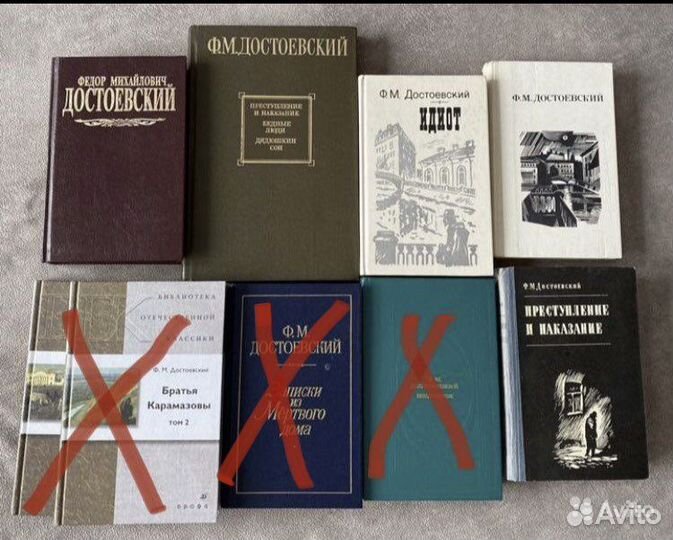 ФЕДОР МИХАЙЛОВИЧ
ДОСТОЕВСКИЙ
Ф.М.ДОСТОЕВСКИЙ
ПРЕСТУПЛЕНИЕ
И НАКАЗАНИЕ
БЕДНЫЕ
ЛЮДИ
ДЯДЮШКИН
СОН
Ф.М. Достоевский
ИДИОТ
Ф.М.ДОСТОЕВСКИЙ
БИБЛИОТЕКА
ОТЕЧЕСТВЕННОЙ
КЛАССИКИ
Ф. М. Достоевский
Братья
Карамазовы
ТОМ 2
дрофа
Ф.М.
ДОСТОЕВСКИЙ
Записки
из
Мертвого
дома
Ф.М.Достоевский
ПРЕСТУПЛЕНИЕ
И НАКАЗАНИЕ
Avito